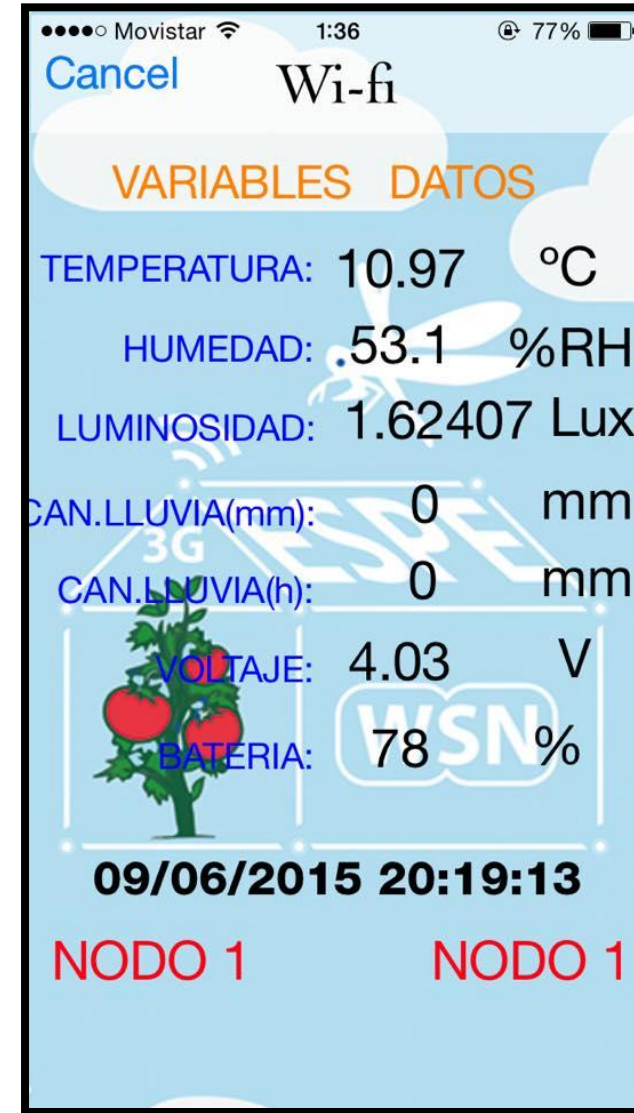 ●●●●○ Movistar 1:36 77%
Cancel Wi-fi
VARIABLES DATOS
TEMPERATURA: 10.97 ºC
HUMEDAD: .53.1 %RH
LUMINOSIDAD: 1.62407 Lux
CAN.LLUVIA(mm): 0 mm
3G ESPE
CAN.LLUVIA(h): 0 mm
VOLTAJE: 4.03 V
WSN
BATERIA: 78 %
09/06/2015 20:19:13
NODO 1 NODO 1